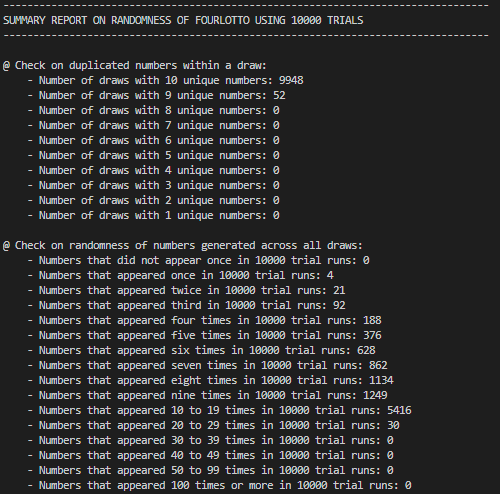 --------------------------------------------------------------------------------
SUMMARY REPORT ON RANDOMNESS OF FOURLOTTO USING 10000 TRIALS
--------------------------------------------------------------------------------
@ Check on duplicated numbers within a draw:
- Number of draws with 10 unique numbers: 9948
- Number of draws with 9 unique numbers: 52
- Number of draws with 8 unique numbers: 0
- Number of draws with 7 unique numbers: 0
- Number of draws with 6 unique numbers: 0
- Number of draws with 5 unique numbers: 0
- Number of draws with 4 unique numbers: 0
- Number of draws with 3 unique numbers: 0
- Number of draws with 2 unique numbers: 0
- Number of draws with 1 unique numbers: 0
@ Check on randomness of numbers generated across all draws:
- Numbers that did not appear once in 10000 trial runs: 0
- Numbers that appeared once in 10000 trial runs: 4
- Numbers that appeared twice in 10000 trial runs: 21
- Numbers that appeared third in 10000 trial runs: 92
- Numbers that appeared four times in 10000 trial runs: 188
- Numbers that appeared five times in 10000 trial runs: 376
- Numbers that appeared six times in 10000 trial runs: 628
- Numbers that appeared seven times in 10000 trial runs: 862
- Numbers that appeared eight times in 10000 trial runs: 1134
- Numbers that appeared nine times in 10000 trial runs: 1249
- Numbers that appeared 10 to 19 times in 10000 trial runs: 5416
- Numbers that appeared 20 to 29 times in 10000 trial runs: 30
- Numbers that appeared 30 to 39 times in 10000 trial runs: 0
- Numbers that appeared 40 to 49 times in 10000 trial runs: 0
- Numbers that appeared 50 to 99 times in 10000 trial runs: 0
- Numbers that appeared 100 times or more in 10000 trial runs: 0